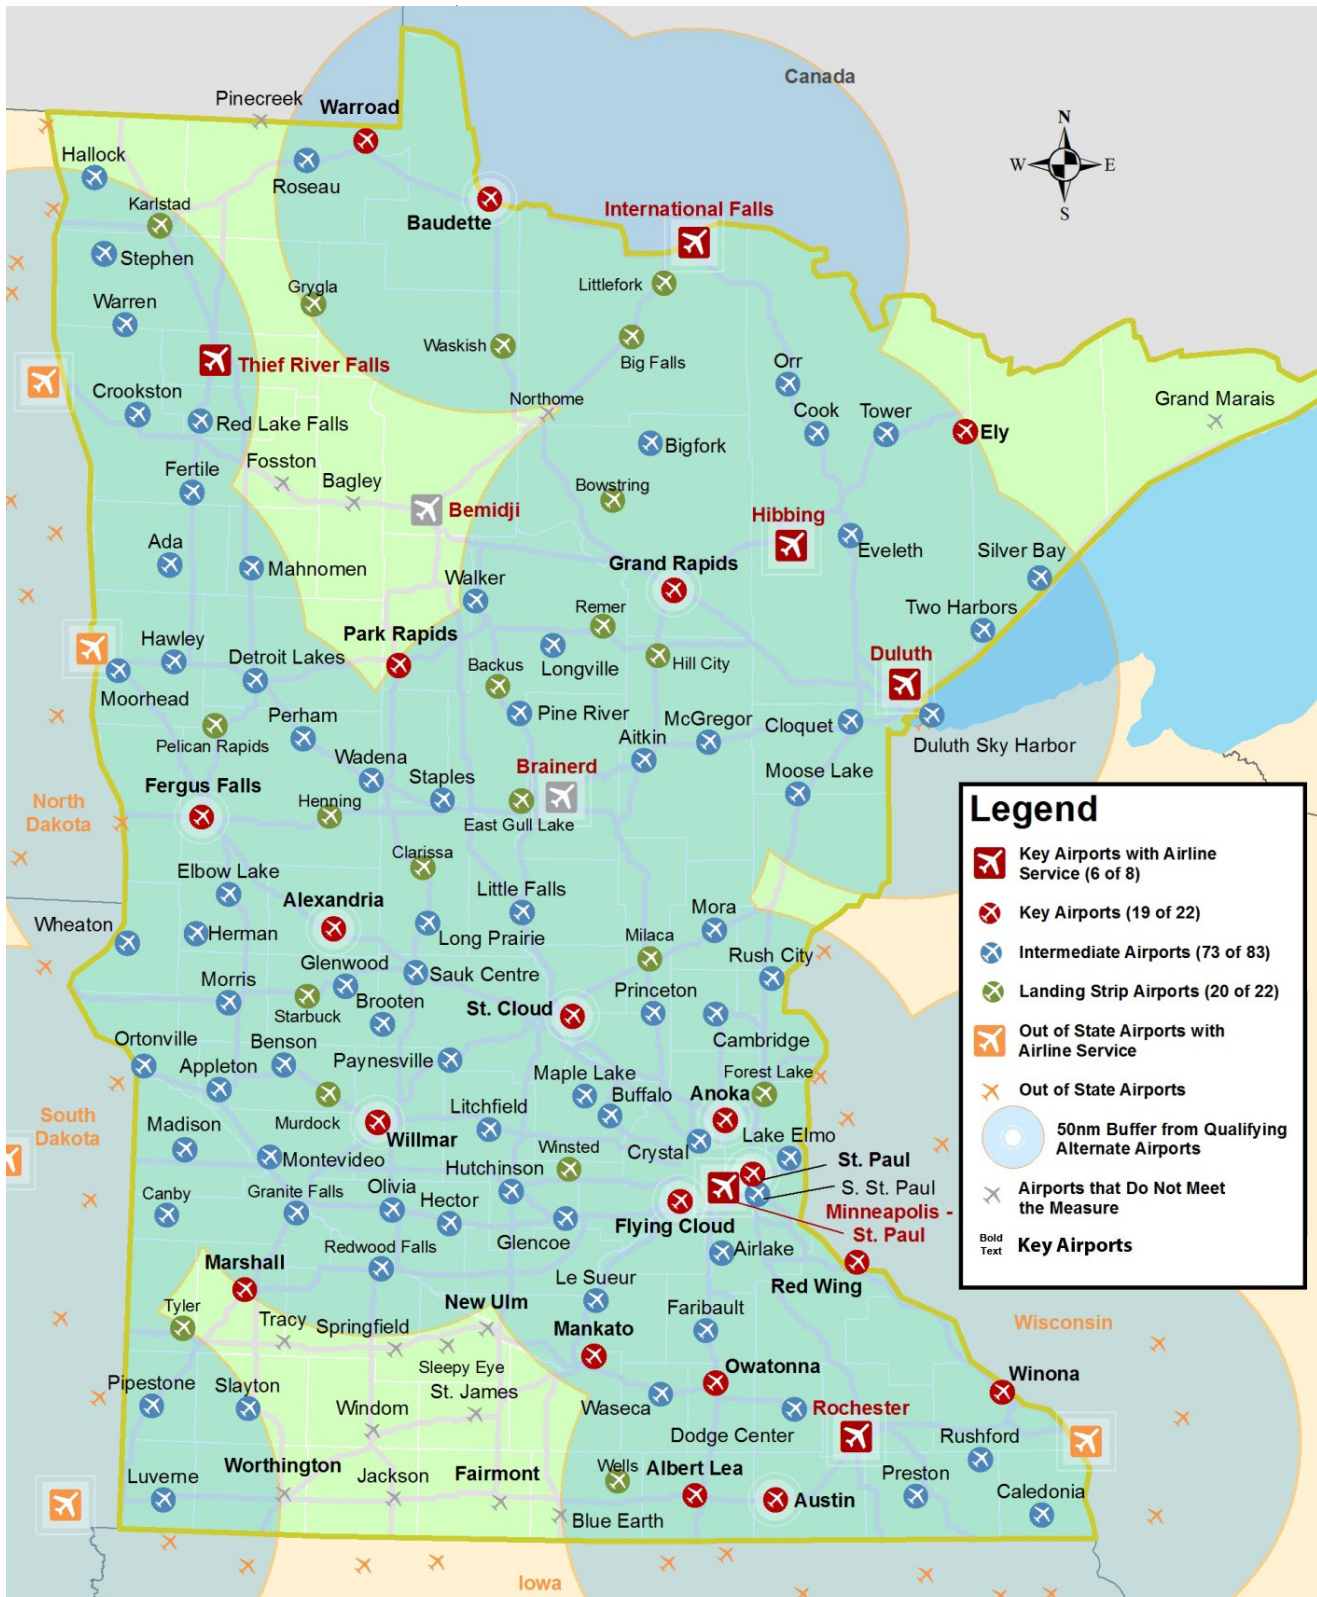 Canada
Pinecreek
Warroad
N
W
E
S
Hallock
Roseau
Karlstad
Baudette
International Falls
Stephen
Grygla
Littlefork
Warren
Waskish
Big Falls
Thief River Falls
Orr
Crookston
Northome
Cook
Tower
Grand Marais
Red Lake Falls
Ely
Bigfork
Fosston
Fertile
Bagley
Bowstring
Bemidji
Hibbing
Ada
Eveleth
Silver Bay
Mahnomen
Grand Rapids
Walker
Remer
Two Harbors
Park Rapids
Hawley
Detroit Lakes
Backus
Longville
Hill City
Duluth
Moorhead
Perham
Pine River
McGregor
Cloquet
Pelican Rapids
Aitkin
Duluth Sky Harbor
Wadena
Staples
Brainerd
Moose Lake
Fergus Falls
Henning
North
Dakota
East Gull Lake
Clarissa
Elbow Lake
Little Falls
Alexandria
Mora
Wheaton
Herman
Long Prairie
Milaca
Rush City
Glenwood
Sauk Centre
Morris
Brooten
Princeton
Starbuck
St. Cloud
Ortonville
Benson
Cambridge
Appleton
Paynesville
Maple Lake
Forest Lake
Buffalo
Anoka
South
Dakota
Murdock
Litchfield
Madison
Willmar
Lake Elmo
Winsted
Crystal
Montevideo
Hutchinson
St. Paul
Canby
Granite Falls
Olivia
Hector
S. St. Paul
Minneapolis -
St. Paul
Flying Cloud
Glencoe
Redwood Falls
Airlake
Marshall
Le Sueur
Red Wing
New Ulm
Tyler
Tracy
Springfield
Faribault
Mankato
Wisconsin
Sleepy Eye
Owatonna
Winona
Pipestone
Slayton
St. James
Windom
Waseca
Rochester
Dodge Center
Rushford
Worthington
Jackson
Fairmont
Wells
Albert Lea
Luverne
Preston
Austin
Caledonia
Blue Earth
Iowa
Legend
Key Airports with Airline
Service (6 of 8)
Key Airports (19 of 22)
Intermediate Airports (73 of 83)
Landing Strip Airports (20 of 22)
Out of State Airports with
Airline Service
Out of State Airports
50nm Buffer from Qualifying
Alternate Airports
Airports that Do Not Meet
the Measure
Bold
Text
Key Airports